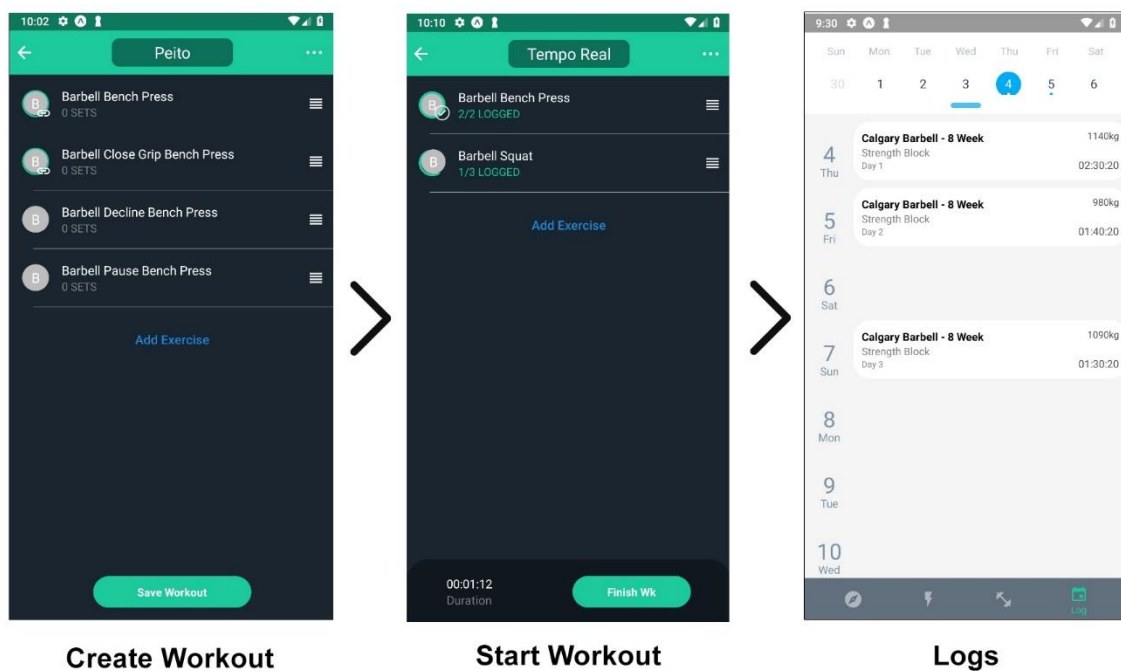 10:02
Peito
B
Barbell Bench Press
0 SETS
B
Barbell Close Grip Bench Press
0 SETS
B
Barbell Decline Bench Press
0 SETS
B
Barbell Pause Bench Press
0 SETS
Add Exercise
Save Workout
Create Workout
10:10
Tempo Real
B
Barbell Bench Press
2/2 LOGGED
B
Barbell Squat
1/3 LOGGED
Add Exercise
00:01:12
Duration
Finish Wk
Start Workout
9:30
Sun Mon Tue Wed Thu Fri Sat
30 1 2 3 4 5 6
4
Thu
Calgary Barbell - 8 Week 1140kg
Strength Block
Day 1 02:30:20
5
Fri
Calgary Barbell - 8 Week 980kg
Strength Block
Day 2 01:40:20
6
Sat
7
Sun
Calgary Barbell - 8 Week 1090kg
Strength Block
Day 3 01:30:20
8
Mon
9
Tue
10
Wed
Log
Logs